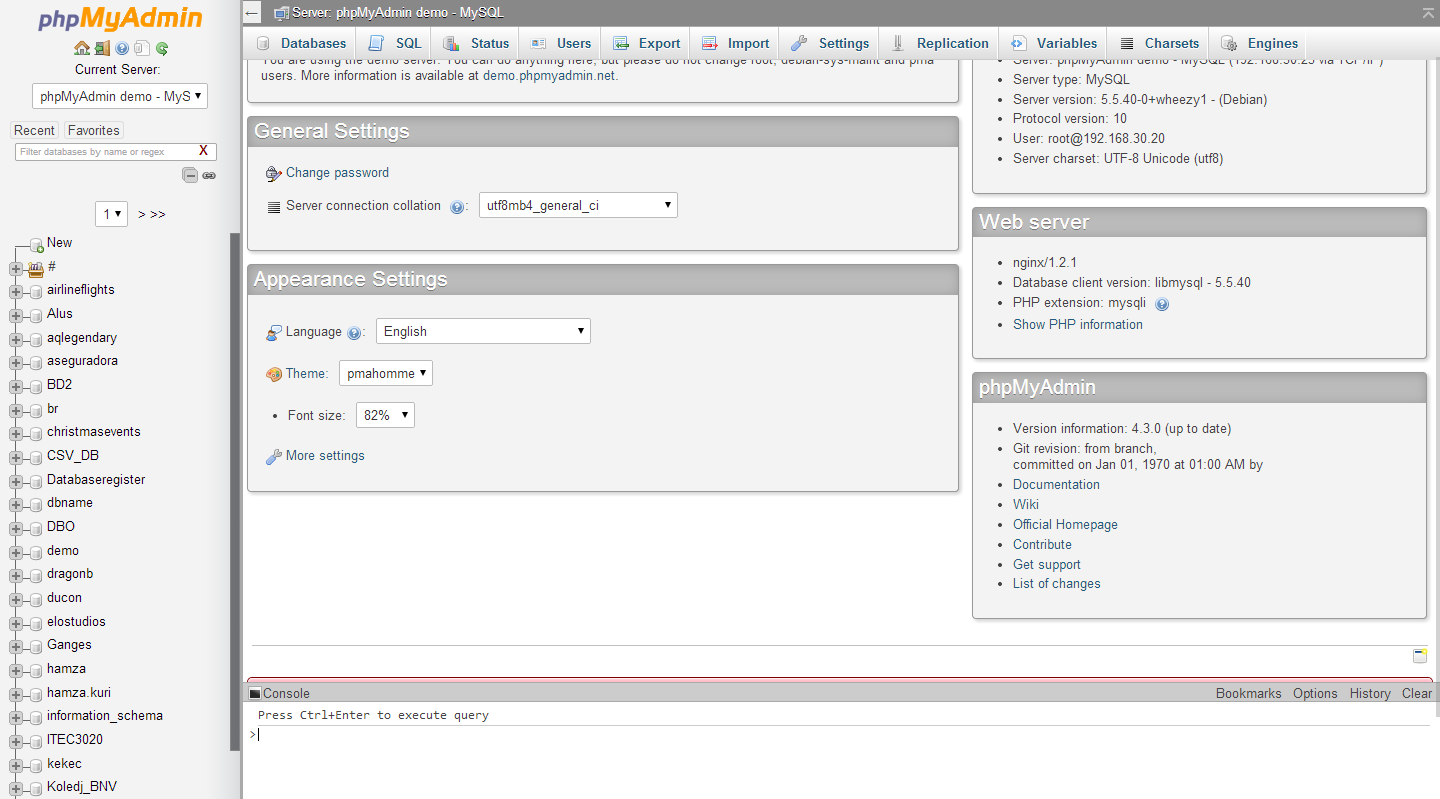 phpMyAdmin
Current Server:
phpMyAdmin demo - MyS
Recent Favorites
Filter databases by name or regex X
1 > >>
New
#
airlineflights
Alus
aqlegendary
aseguradora
BD2
br
christmasevents
CSV_DB
Databaseregister
dbname
DBO
demo
dragonb
ducon
elostudios
Ganges
hamza
hamza.kuri
information_schema
ITEC3020
kekec
Koledj_BNV
Server: phpMyAdmin demo - MySQL
Databases SQL Status Users Export Import Settings Replication Variables Charsets Engines
You are using the demo server. You can do anything here, but please do not change root, debian-sys-maint and pma
users. More information is available at demo.phpmyadmin.net.
General Settings
Change password
Server connection collation : utf8mb4_general_ci
Appearance Settings
Language : English
Theme: pmahomme
• Font size: 82%
More settings
• Server: phpMyAdmin demo - MySQL (192.168.30.23 via TCP/IP)
• Server type: MySQL
• Server version: 5.5.40-0+wheezy1 - (Debian)
• Protocol version: 10
• User: root@192.168.30.20
• Server charset: UTF-8 Unicode (utf8)
Web server
• nginx/1.2.1
• Database client version: libmysql - 5.5.40
• PHP extension: mysqli
• Show PHP information
phpMyAdmin
• Version information: 4.3.0 (up to date)
• Git revision: from branch,
committed on Jan 01, 1970 at 01:00 AM by
• Documentation
• Wiki
• Official Homepage
• Contribute
• Get support
• List of changes
Console Bookmarks Options History Clear
Press Ctrl+Enter to execute query
>